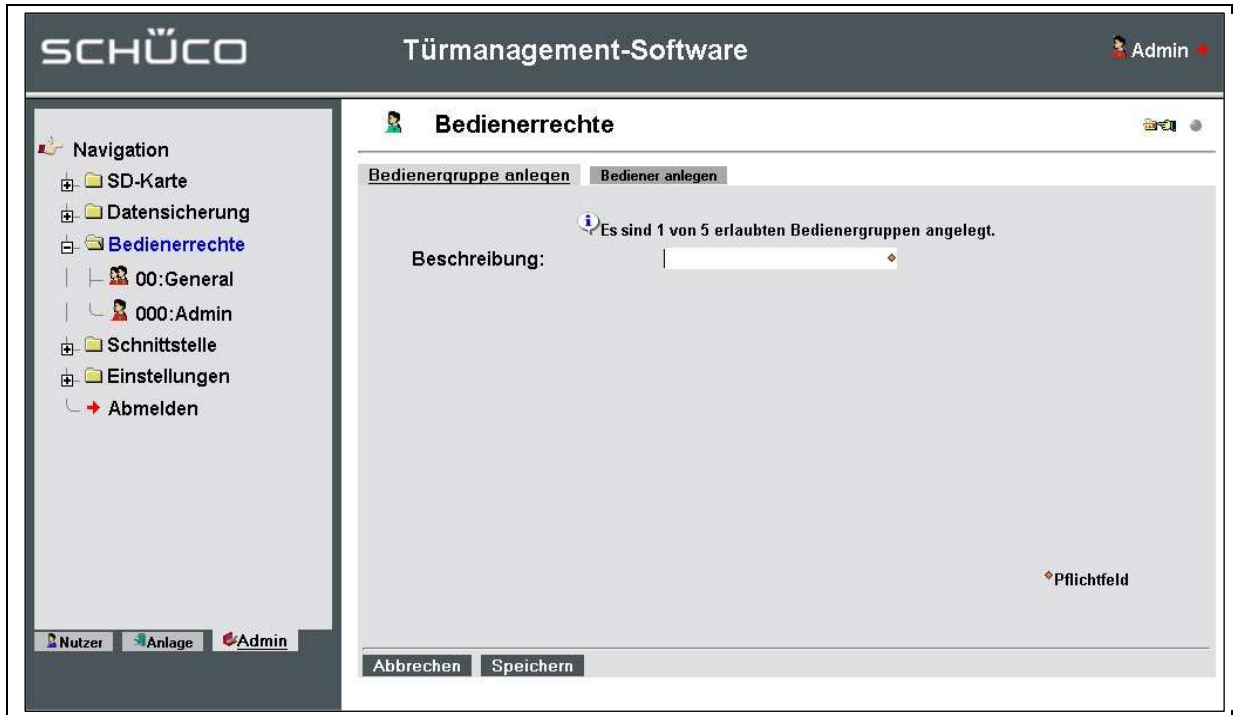 SCHÜCO
Türmanagement-Software
Admin
Navigation
SD-Karte
Datensicherung
Bedienerrechte
00:General
000:Admin
Schnittstelle
Einstellungen
Abmelden
Nutzer Anlage Admin
Bedienerrechte
Bedienergruppe anlegen Bediener anlegen
Es sind 1 von 5 erlaubten Bedienergruppen angelegt.
Beschreibung:
Pflichtfeld
Abbrechen Speichern